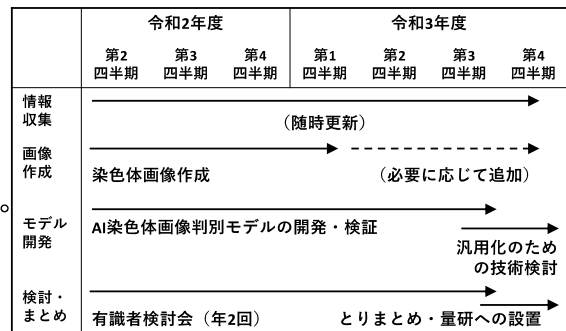 令和2年度 令和3年度
第2 第3 第4 第1 第2 第3 第4
四半期 四半期 四半期 四半期 四半期 四半期 四半期
情報
収集
(随時更新)
画像
作成
染色体画像作成 (必要に応じて追加)
モデル
開発
AI染色体画像判別モデルの開発・検証
汎用化のため
の技術検討
検討・
まとめ
有識者検討会(年2回) とりまとめ・量研への設置